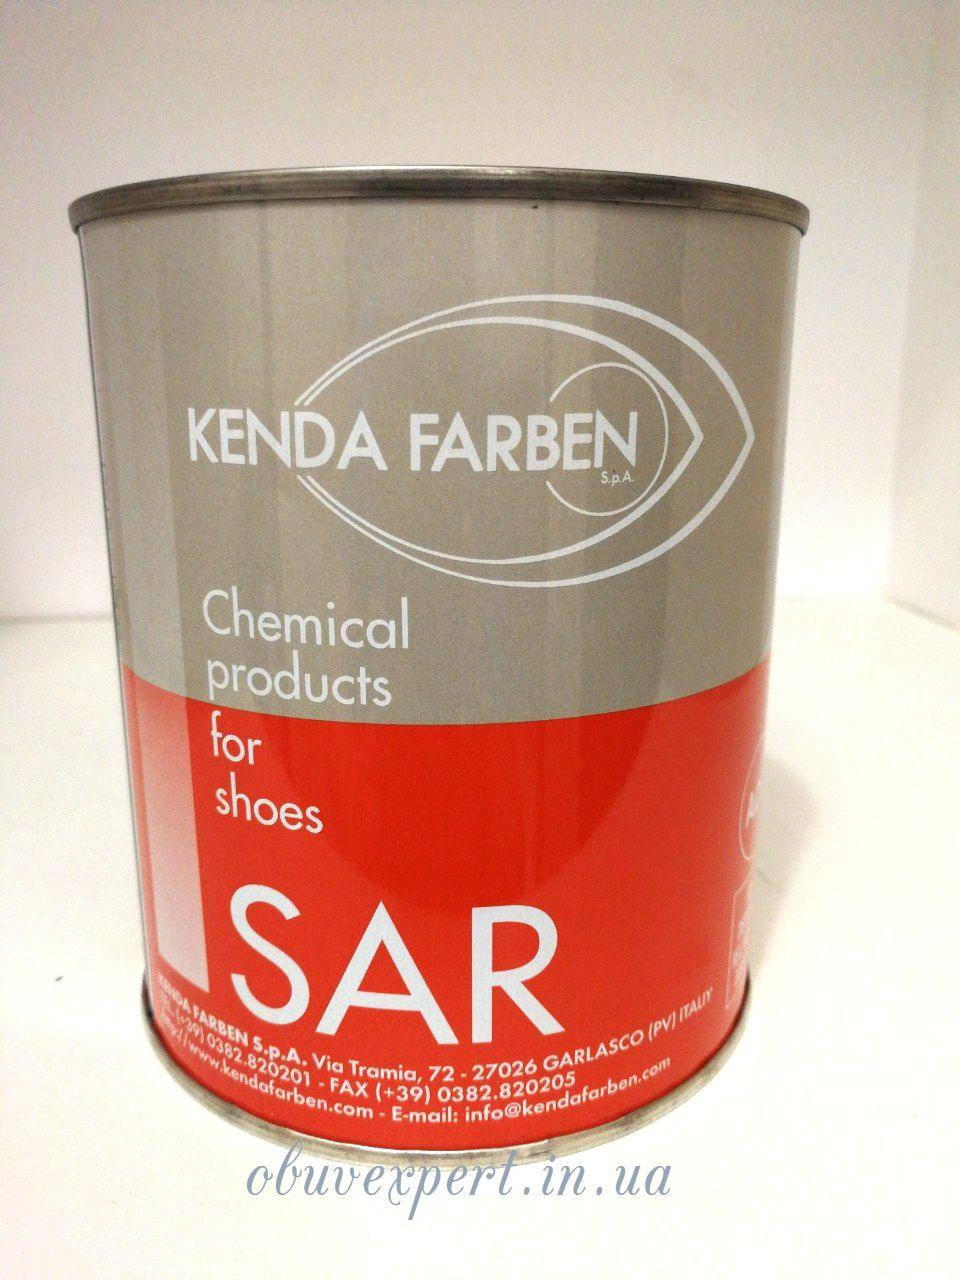 KENDA FARBEN
S.p.A.
Chemical
products
for
shoes
SAR
KENDA FARBEN S.p.A. Via Tramia, 72 - 27026 GARLASCO (PV) ITALIY
TEL. (+39) 0382.820201 - FAX (+39) 0382.820205
http://www.kendafarben.com - E-mail: info@kendafarben.com
obuvexpert.in.ua